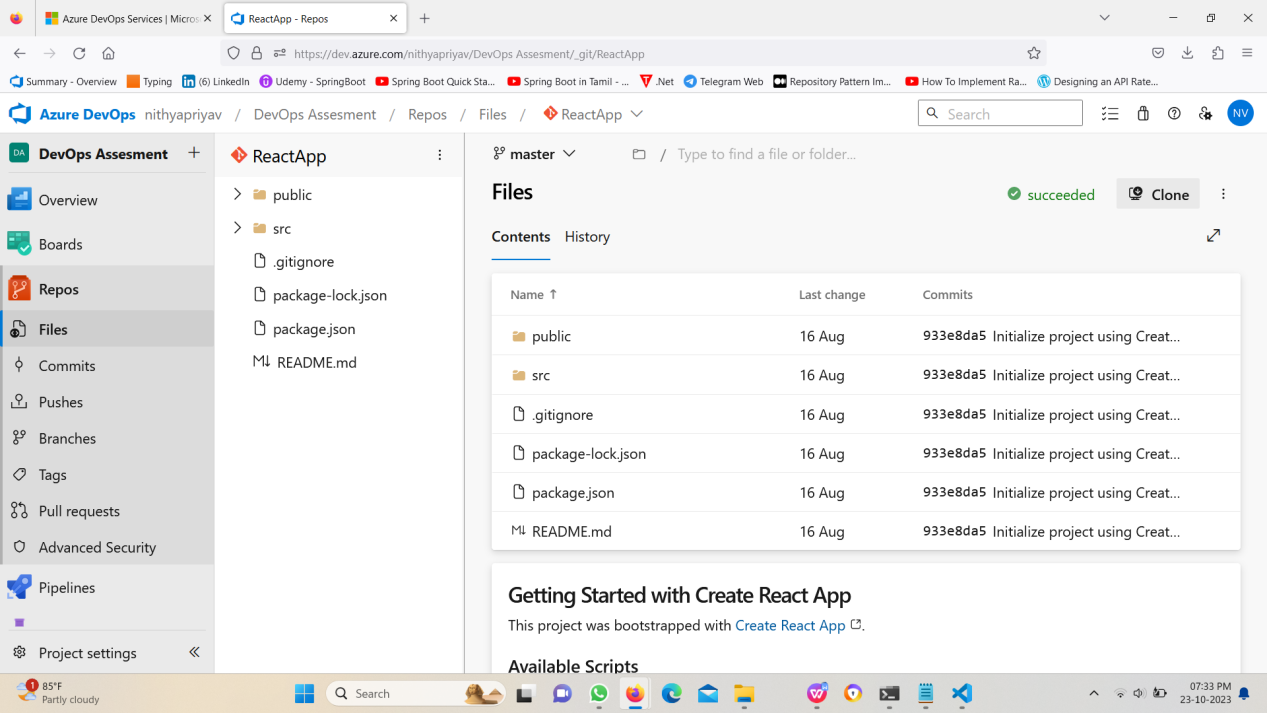 Azure DevOps Services | Micros
ReactApp - Repos
https://dev.azure.com/nithyapriyav/DevOps Assesment/_git/ReactApp
Summary - Overview
Typing
(6) LinkedIn
Udemy - SpringBoot
Spring Boot Quick Sta...
Spring Boot in Tamil - ...
.Net
Telegram Web
Repository Pattern Im...
How To Implement Ra...
Designing an API Rate...
Azure DevOps nithyapriyav / DevOps Assesment / Repos / Files / ReactApp
Search
NV
DA DevOps Assesment +
Overview
Boards
Repos
Files
Commits
Pushes
Branches
Tags
Pull requests
Advanced Security
Pipelines
Project settings
ReactApp
public
src
.gitignore
package-lock.json
package.json
README.md
master
/ Type to find a file or folder...
Files
succeeded
Clone
Contents History
Name ↑ Last change Commits
public 16 Aug 933e8da5 Initialize project using Creat...
src 16 Aug 933e8da5 Initialize project using Creat...
.gitignore 16 Aug 933e8da5 Initialize project using Creat...
package-lock.json 16 Aug 933e8da5 Initialize project using Creat...
package.json 16 Aug 933e8da5 Initialize project using Creat...
README.md 16 Aug 933e8da5 Initialize project using Creat...
Getting Started with Create React App
This project was bootstrapped with Create React App.
Available Scripts
1
85°F
Partly cloudy
Search
07:33 PM
23-10-2023